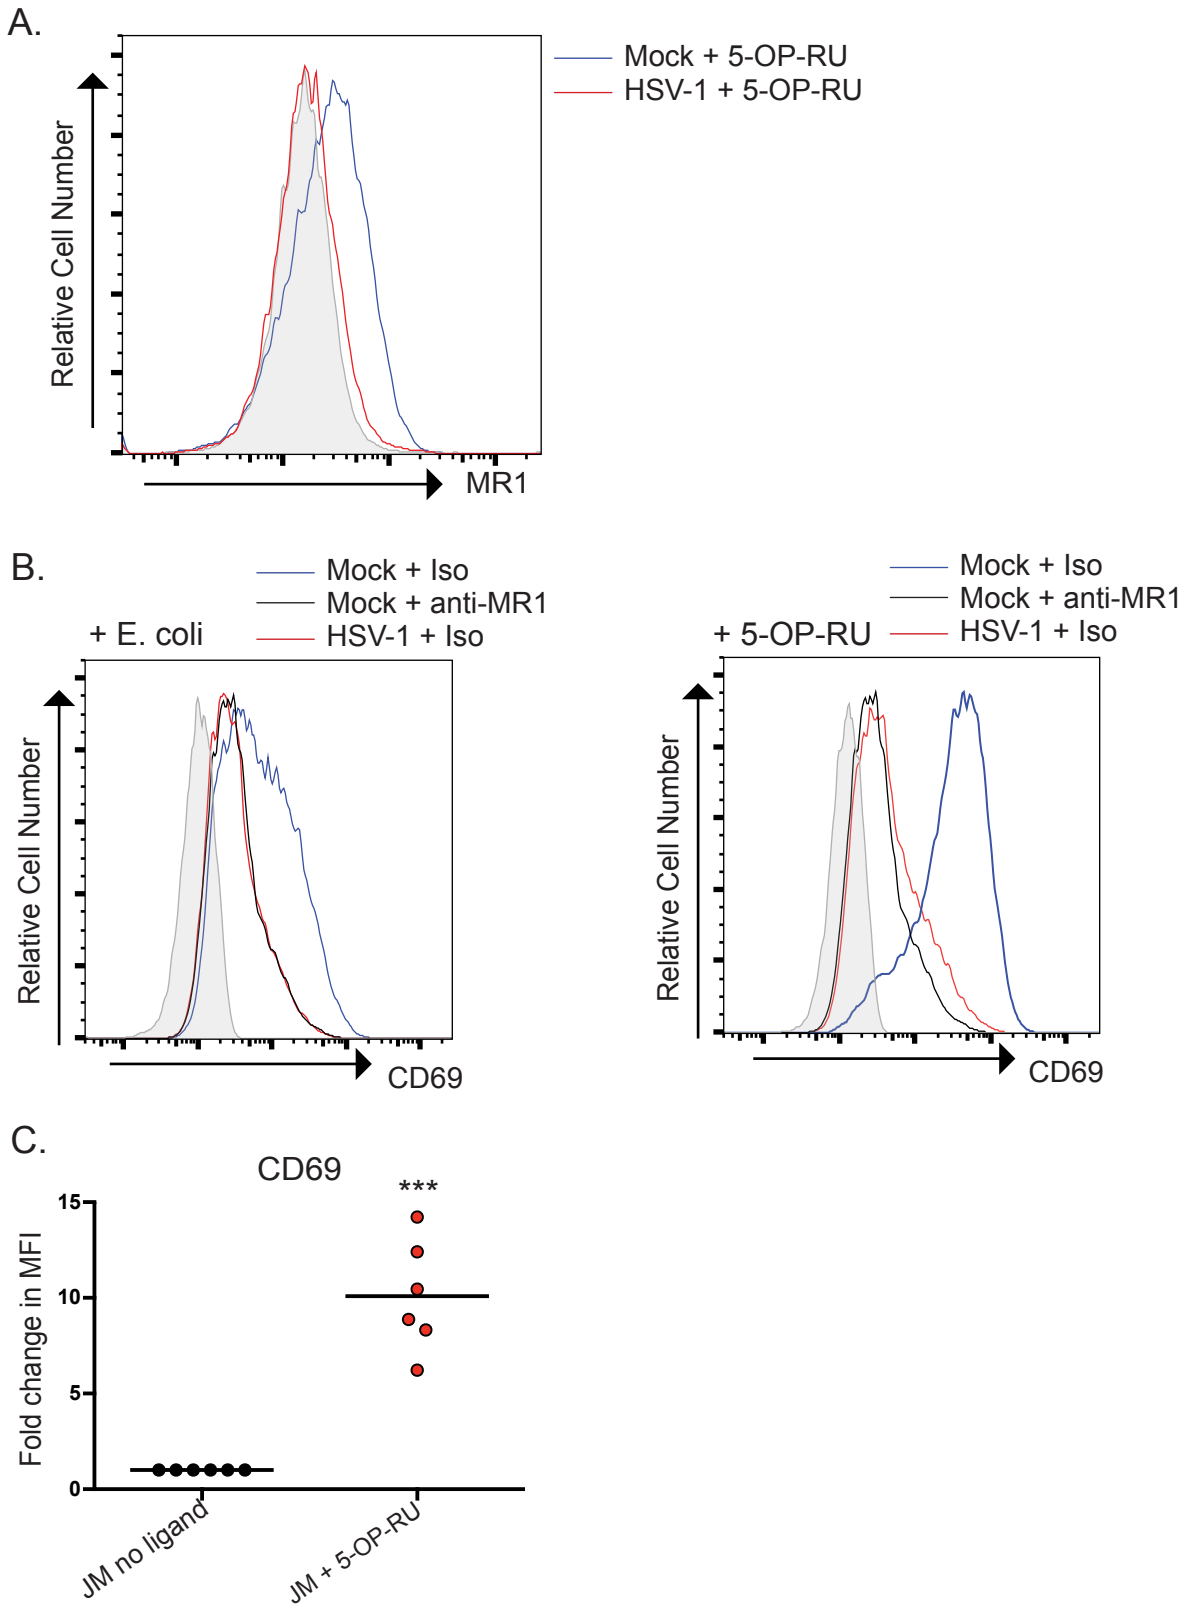 A.
Mock + 5-OP-RU
HSV-1 + 5-OP-RU
Relative Cell Number
MR1
B.
Mock + Iso
Mock + anti-MR1
HSV-1 + Iso
+ E. coli
Relative Cell Number
CD69
Mock + Iso
Mock + anti-MR1
HSV-1 + Iso
+ 5-OP-RU
Relative Cell Number
CD69
C.
CD69
***
15
10
5
0
Fold change in MFI
JM no ligand
JM + 5-OP-RU